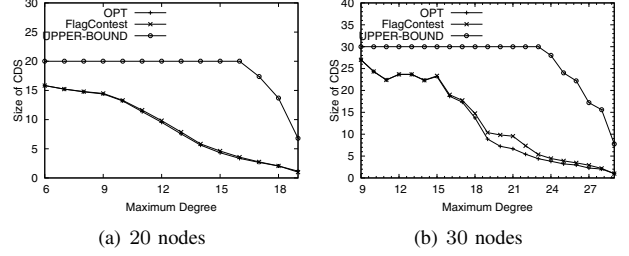 OPT
FlagContest
UPPER-BOUND
Size of CDS
30
25
20
15
10
5
0
6 9 12 15 18
Maximum Degree
(a) 20 nodes
OPT
FlagContest
UPPER-BOUND
Size of CDS
40
35
30
25
20
15
10
5
0
9 12 15 18 21 24 27
Maximum Degree
(b) 30 nodes